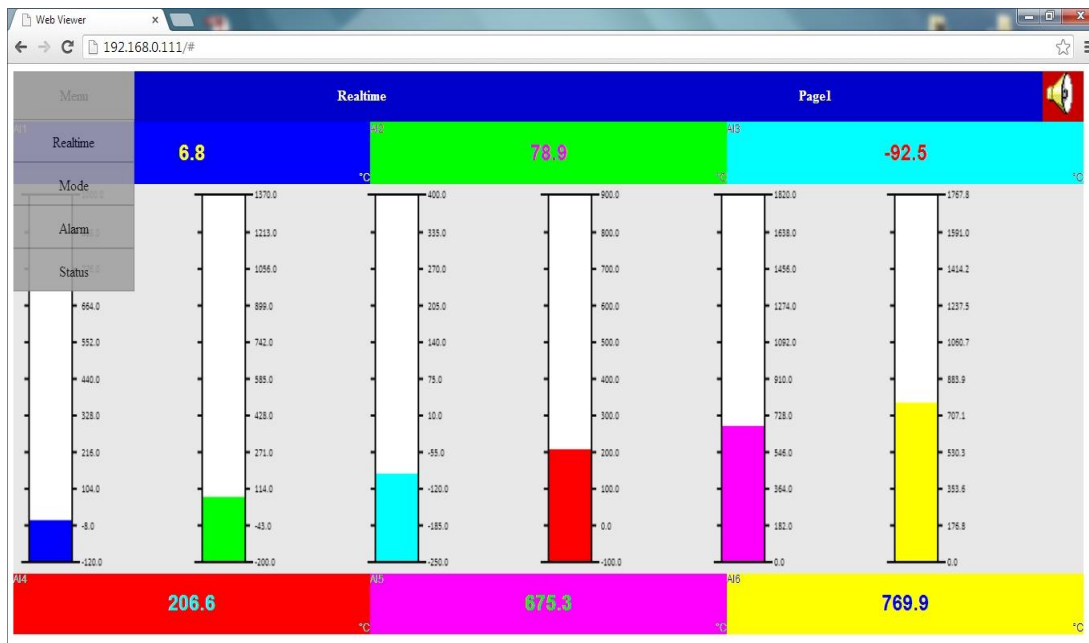 Web Viewer
192.168.0.111/#
Menu Realtime Page1
AI1 AI2 AI3
Realtime
6.8 °C 78.9 °C -92.5 °C
Mode
Alarm
Status
1370.0 400.0 900.0 1820.0 1767.8
1213.0 335.0 800.0 1638.0 1591.0
1056.0 270.0 700.0 1456.0 1414.2
664.0 899.0 205.0 600.0 1274.0 1237.5
552.0 742.0 140.0 500.0 1092.0 1060.7
440.0 585.0 75.0 400.0 910.0 883.9
328.0 428.0 10.0 300.0 728.0 707.1
216.0 271.0 -55.0 200.0 546.0 530.3
104.0 114.0 -120.0 100.0 364.0 353.6
-8.0 -43.0 -185.0 0.0 182.0 176.8
-120.0 -200.0 -250.0 -100.0 0.0 0.0
AI4 AI5 AI6
206.6 °C 675.3 °C 769.9 °C